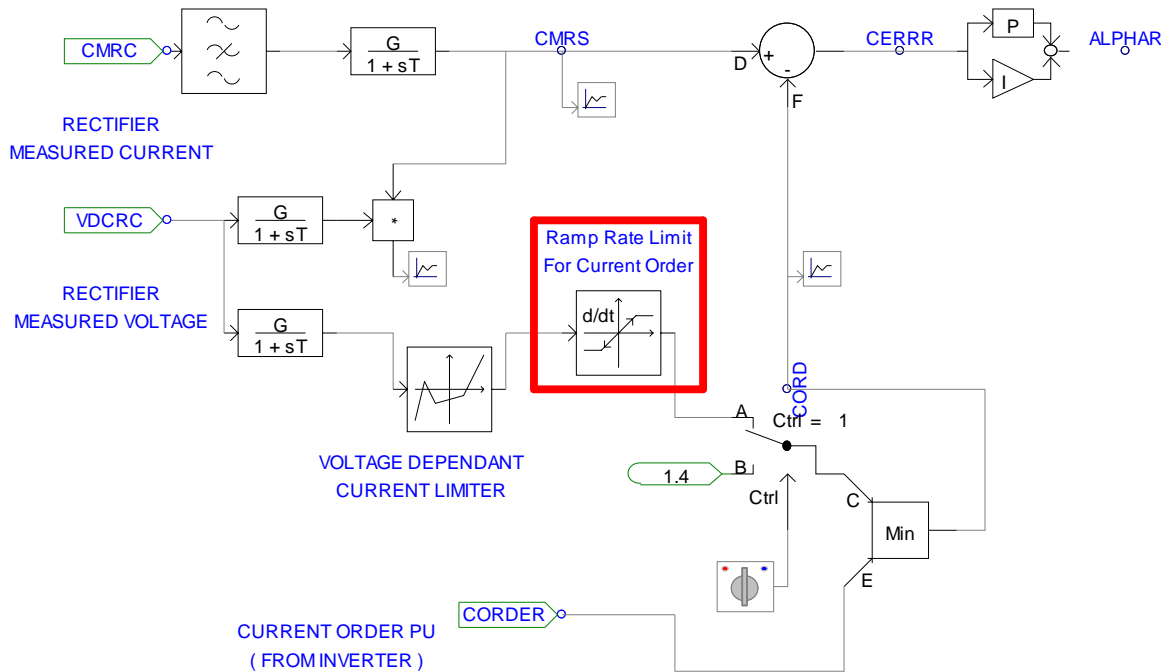 CMRC
G
1 + sT
CMRS
D
+
-
F
CERRR
P
I
ALPHAR
RECTIFIER
MEASURED CURRENT
VDCRC
G
1 + sT
*
RECTIFIER
MEASURED VOLTAGE
G
1 + sT
Ramp Rate Limit
For Current Order
d/dt
VOLTAGE DEPENDANT
CURRENT LIMITER
CORD
A
Ctrl = 1
B
1.4
Ctrl
C
Min
E
CORDER
CURRENT ORDER PU
( FROM INVERTER )